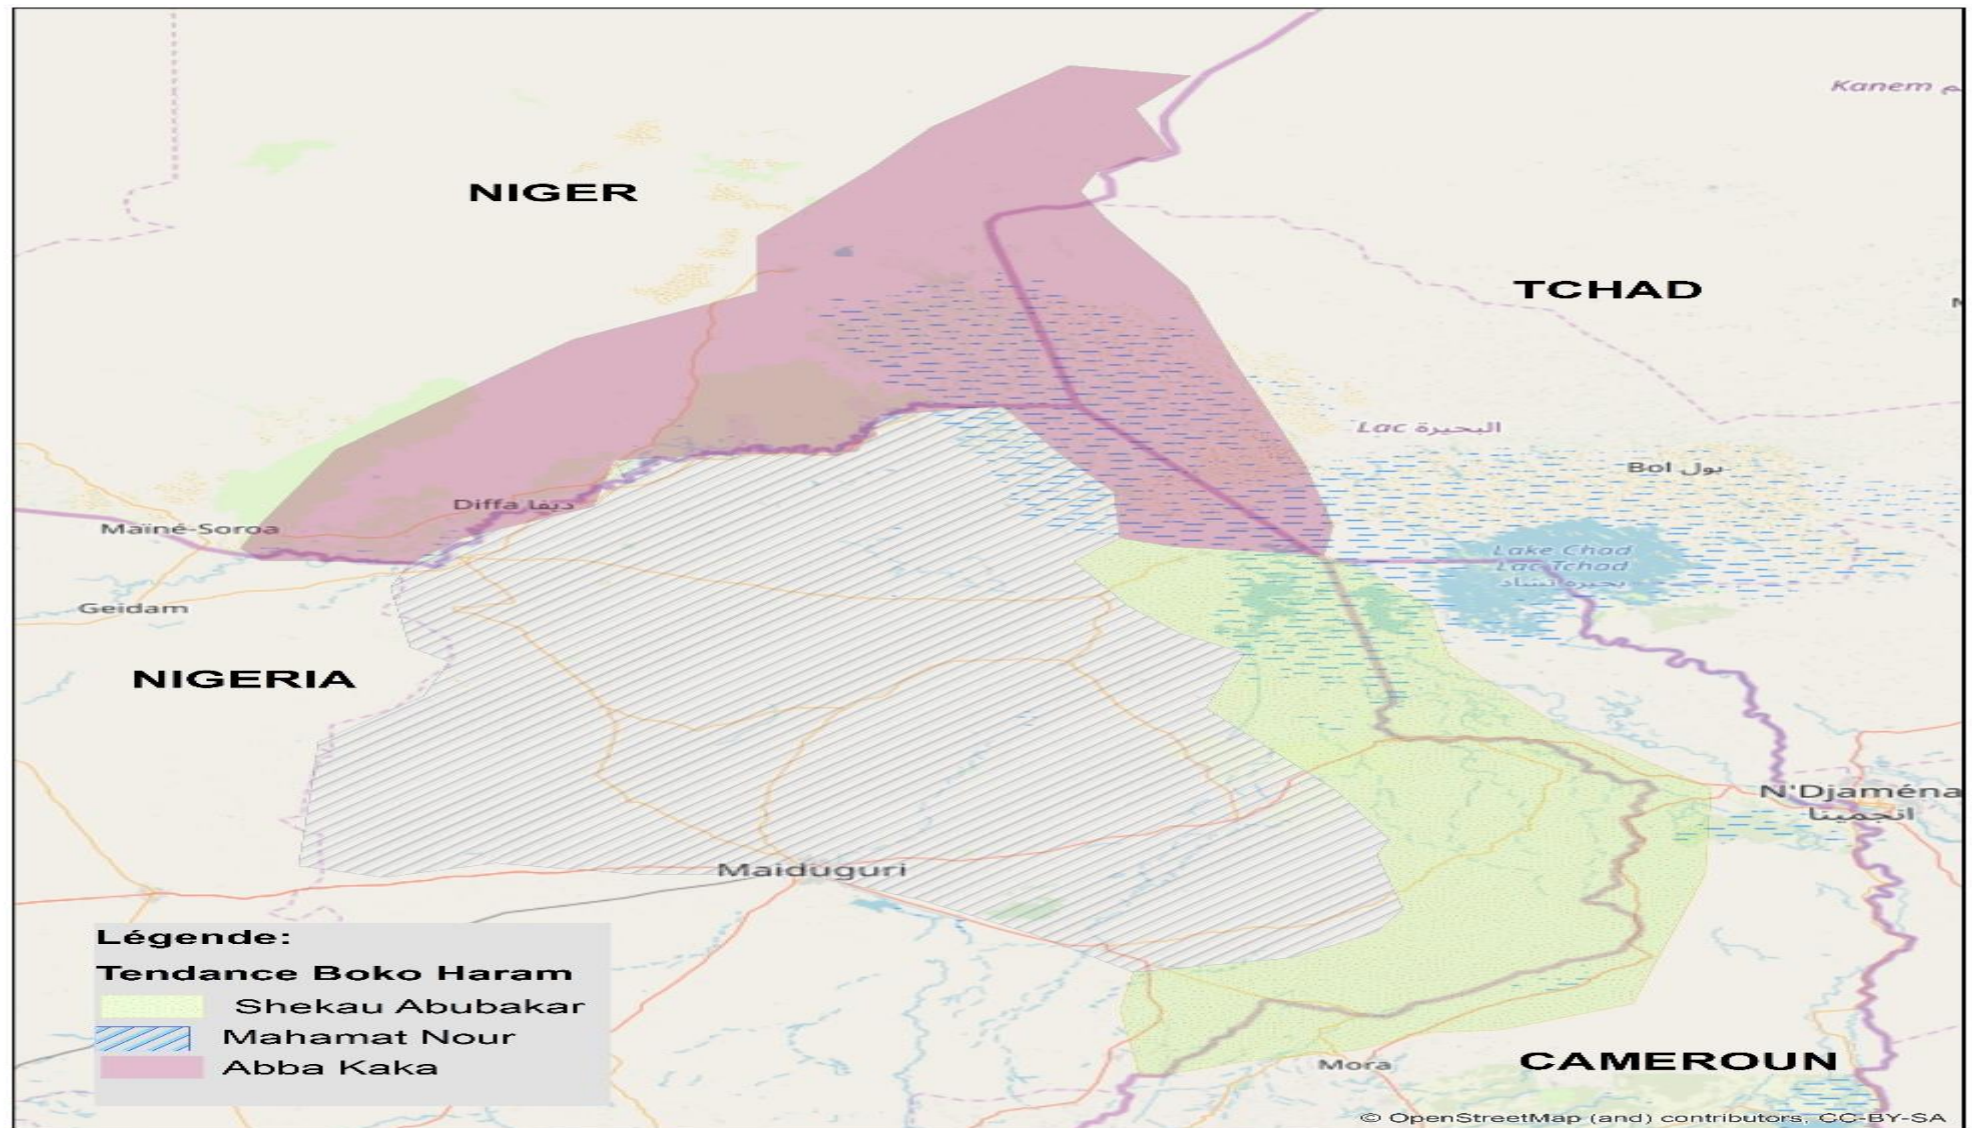 Kanem
NIGER
TCHAD
Lac البحيرة
Bol بول
Diffa ديفا
Maïné-Soroa
Lake Chad
Lac Tchad
بحيرة تشاد
Geidam
NIGERIA
N'Djaména
انجمينا
Maiduguri
Légende:
Tendance Boko Haram
Shekau Abubakar
Mahamat Nour
Abba Kaka
Mora
CAMEROUN
© OpenStreetMap (and) contributors, CC-BY-SA